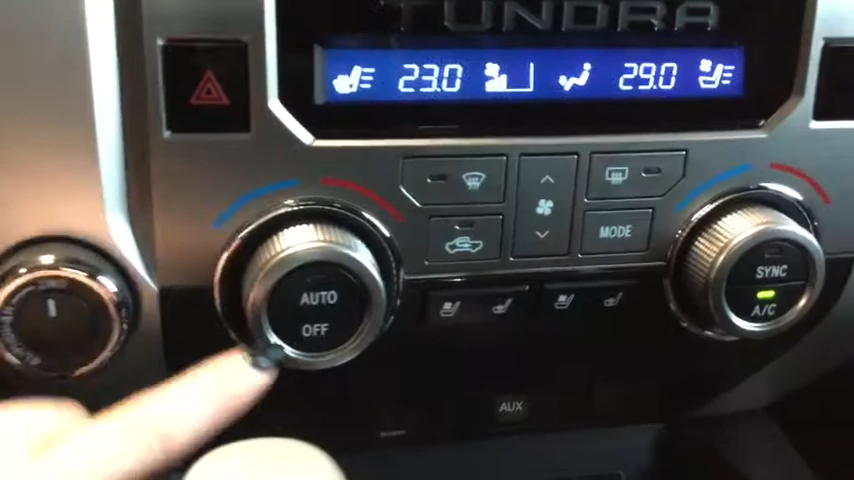 TUNDRA
23.0 29.0
MODE
SYNC
A/C
AUTO
OFF
AUX